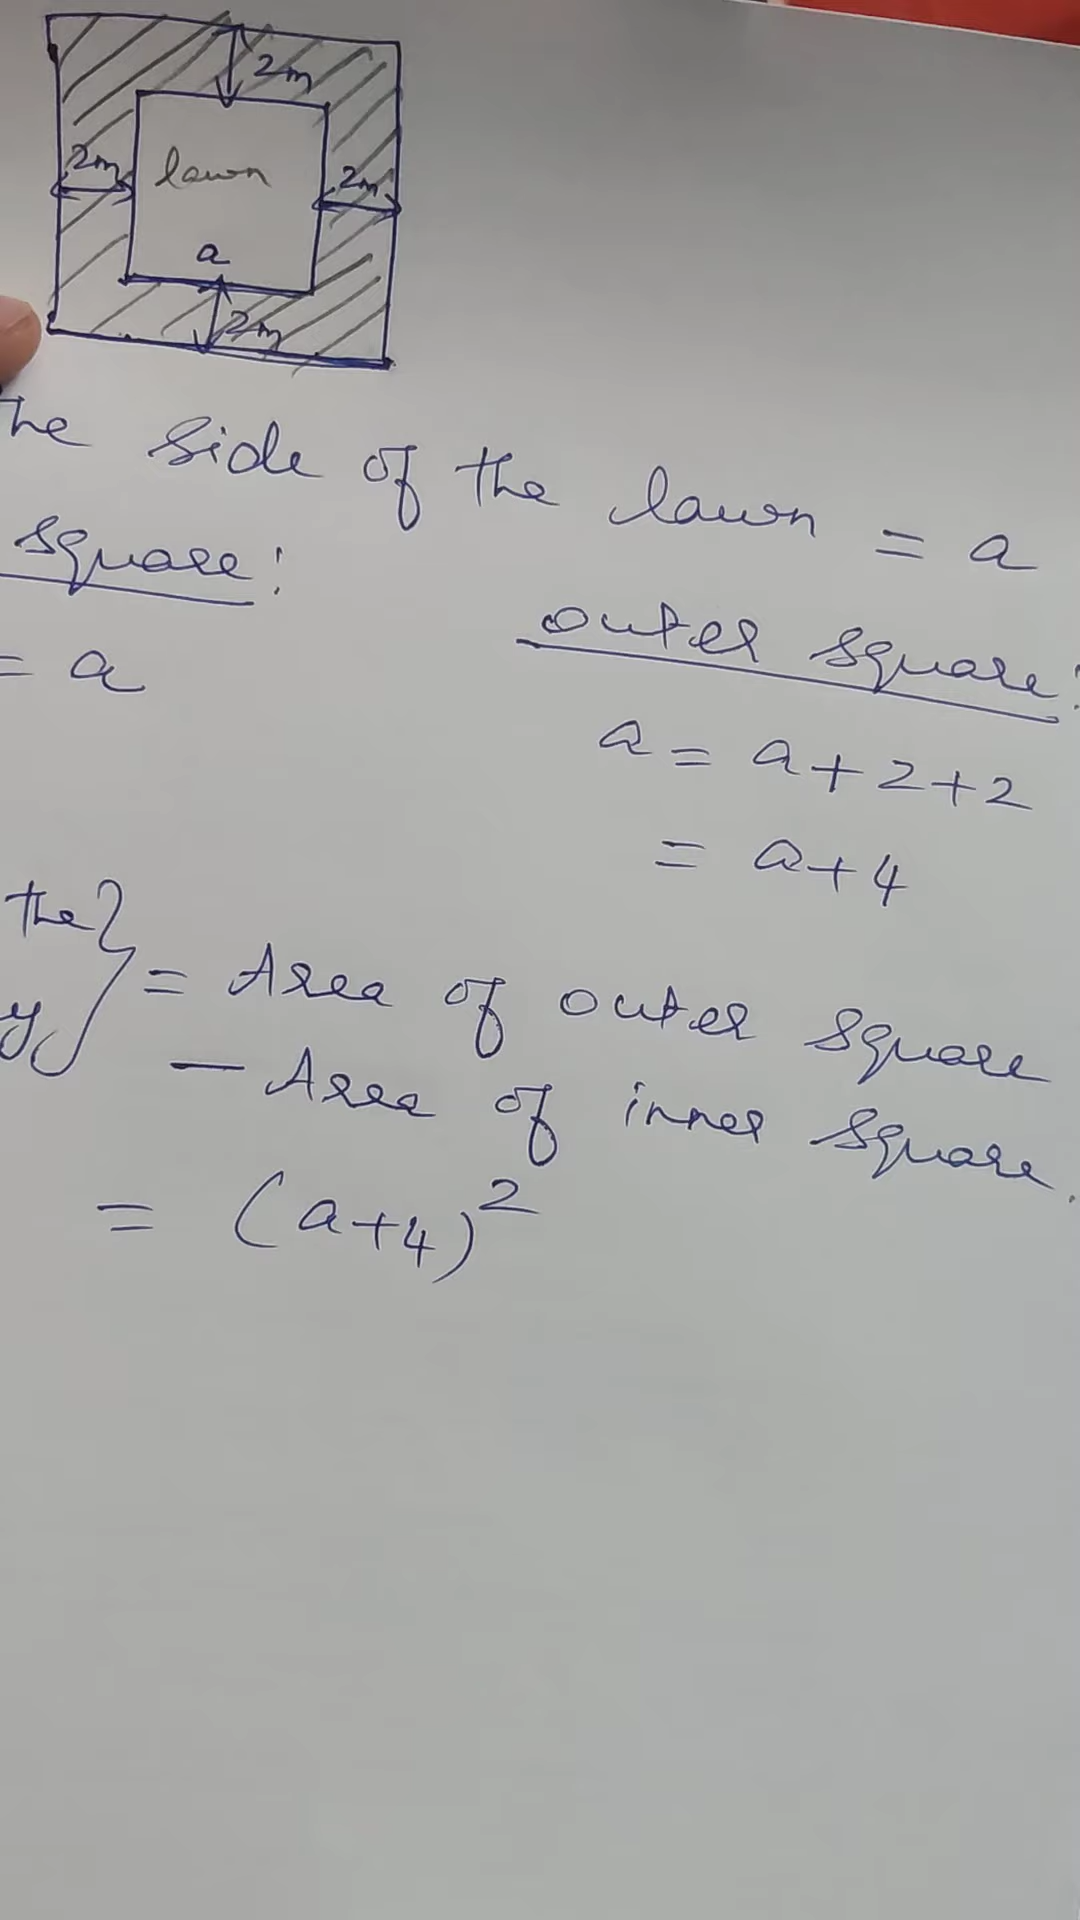 2m
2m lawn 2m
a
2m
The side of the lawn = a
square:
outer square:
= a
a = a+2+2
= a+4
the
y
} = Area of outer square
- Area of inner square.
= (a+4)²